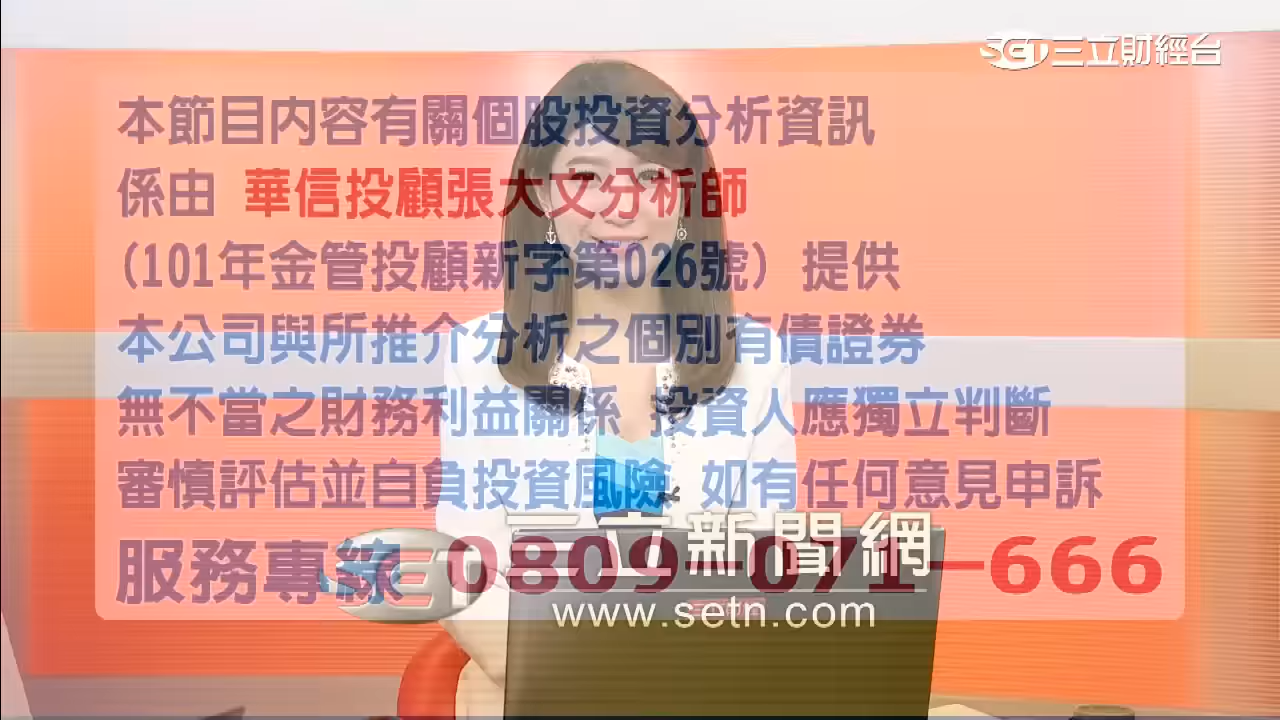 SET三立財經台
本節目內容有關個股投資分析資訊
係由 華信投顧張大文分析師
(101年金管投顧新字第026號) 提供
本公司與所推介分析之個別有價證券
無不當之財務利益關係 投資人應獨立判斷
審慎評估並自負投資風險 如有任何意見申訴
服務專線 0809-071-666
三立新聞網
www.setn.com